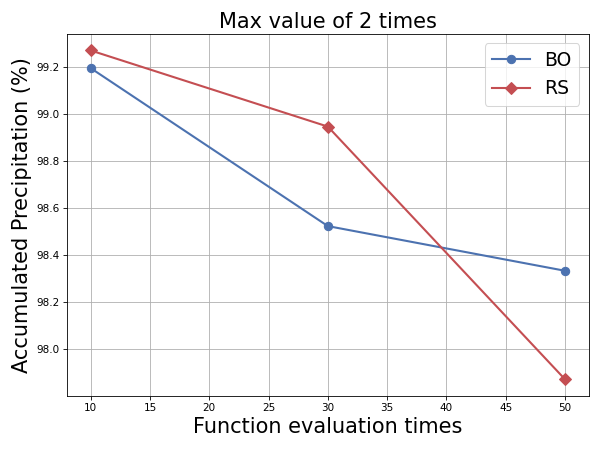 Max value of 2 times
BO
RS
Accumulated Precipitation (%)
99.2
99.0
98.8
98.6
98.4
98.2
98.0
10 15 20 25 30 35 40 45 50
Function evaluation times